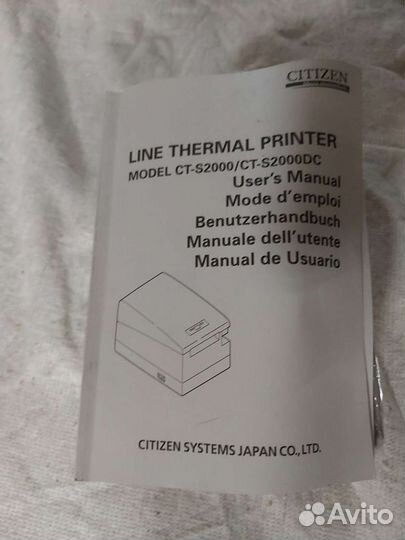 CITIZEN
LINE THERMAL PRINTER
MODEL CT-S2000/CT-S2000DC
User's Manual
Mode d'emploi
Benutzerhandbuch
Manuale dell'utente
Manual de Usuario
CITIZEN SYSTEMS JAPAN CO., LTD.
Avito